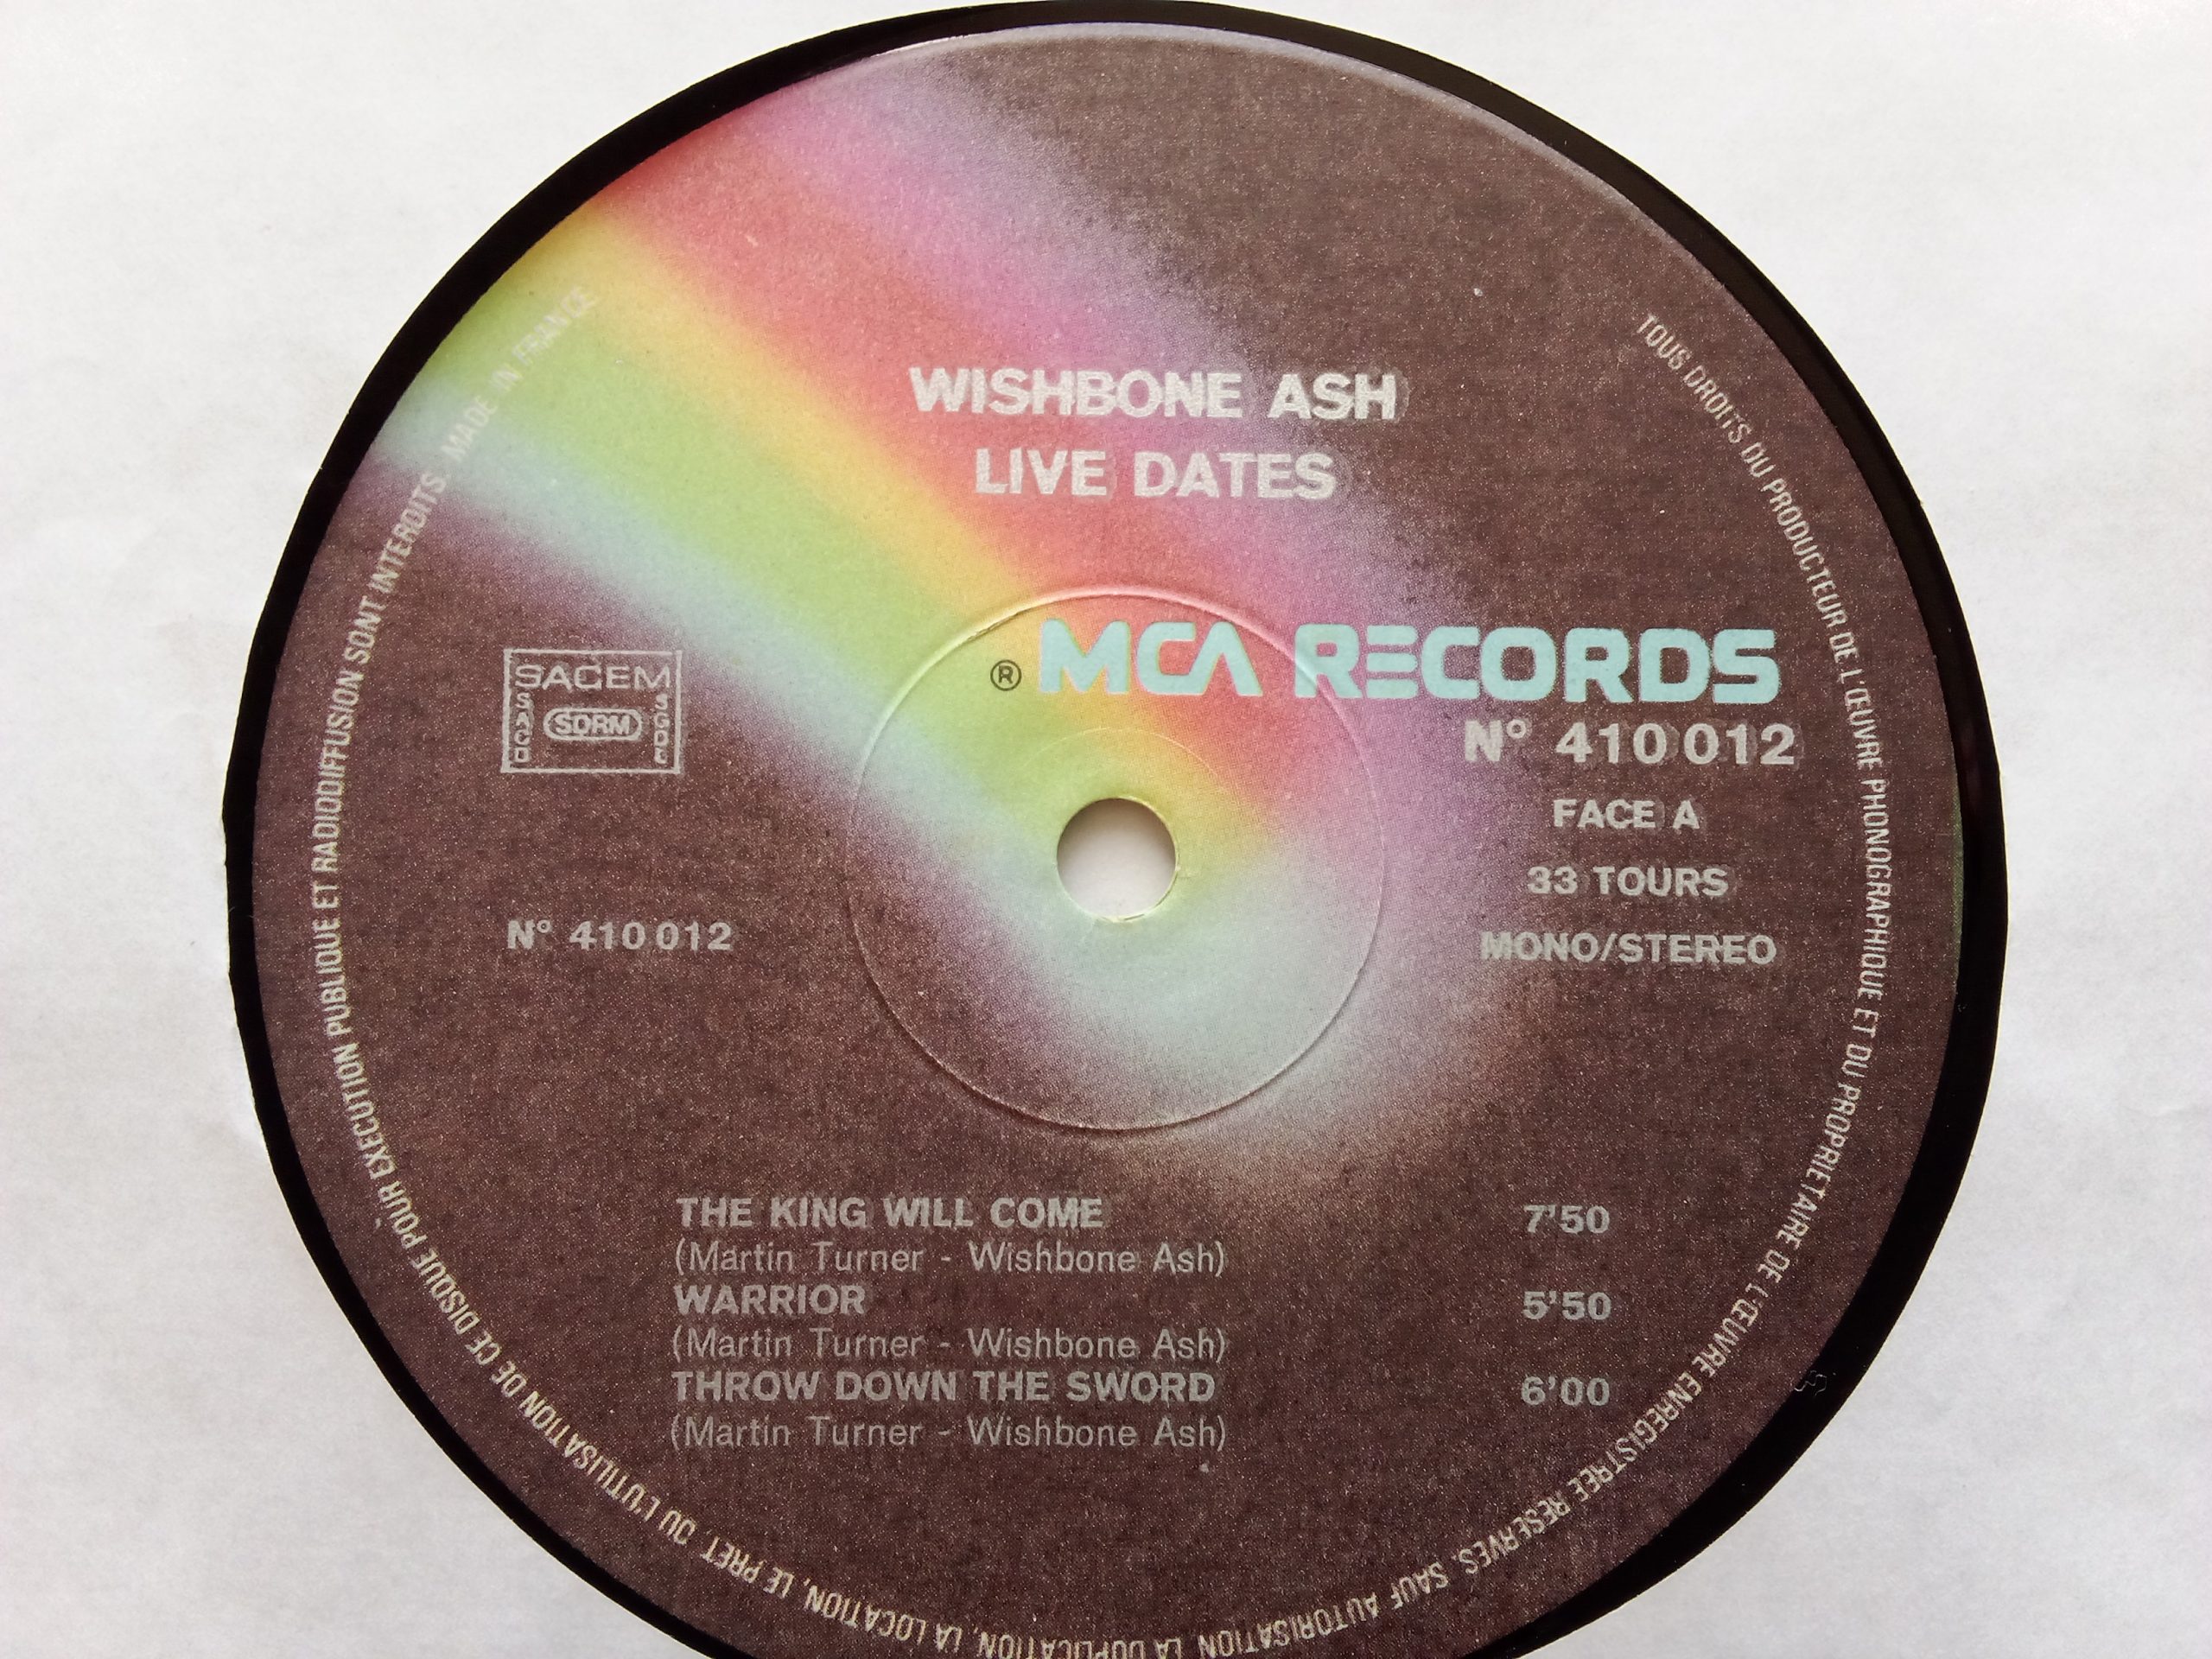 WISHBONE ASH
LIVE DATES
® MCA RECORDS
N° 410 012
FACE A
33 TOURS
MONO/STEREO
SACEM
SACD
SDRM
SGDL
N° 410 012
THE KING WILL COME 7'50
(Martin Turner - Wishbone Ash)
WARRIOR 5'50
(Martin Turner - Wishbone Ash)
THROW DOWN THE SWORD 6'00
(Martin Turner - Wishbone Ash)
TOUS DROITS DU PRODUCTEUR DE L'ŒUVRE PHONOGRAPHIQUE ET DU PROPRIETAIRE DE L'ŒUVRE ENREGISTREE RESERVES. SAUF AUTORISATION LA DUPLICATION, LA LOCATION, LE PRET, OU L'UTILISATION DE CE DISQUE POUR EXECUTION PUBLIQUE ET RADIODIFFUSION SONT INTERDITS. MADE IN FRANCE